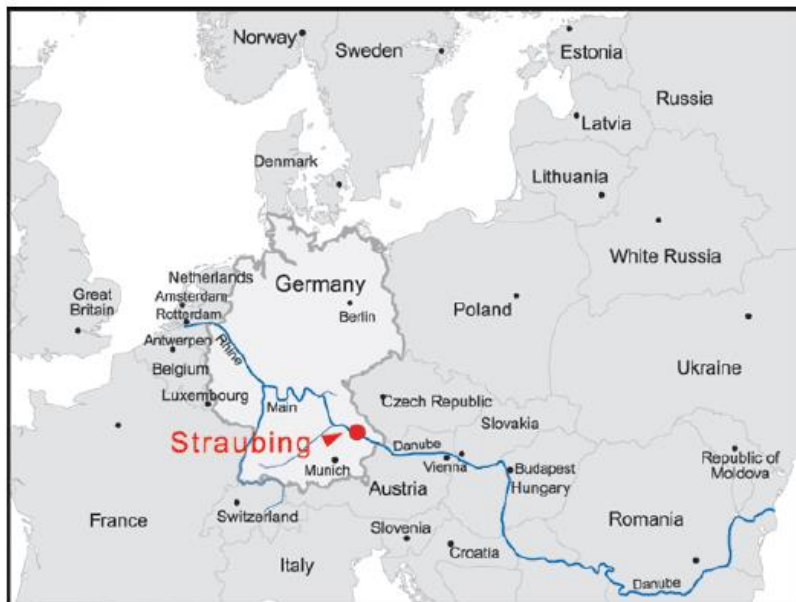 Norway
Sweden
Estonia
Russia
Latvia
Denmark
Lithuania
White Russia
Netherlands
Germany
Great
Britain
Amsterdam
Rotterdam
Berlin
Poland
Antwerpen
Rhine
Belgium
Ukraine
Luxembourg
Main
Czech Republic
Slovakia
Straubing
Danube
Munich
Vienna
Budapest
Hungary
Republic of
Moldova
Austria
France
Switzerland
Slovenia
Romania
Croatia
Italy
Danube